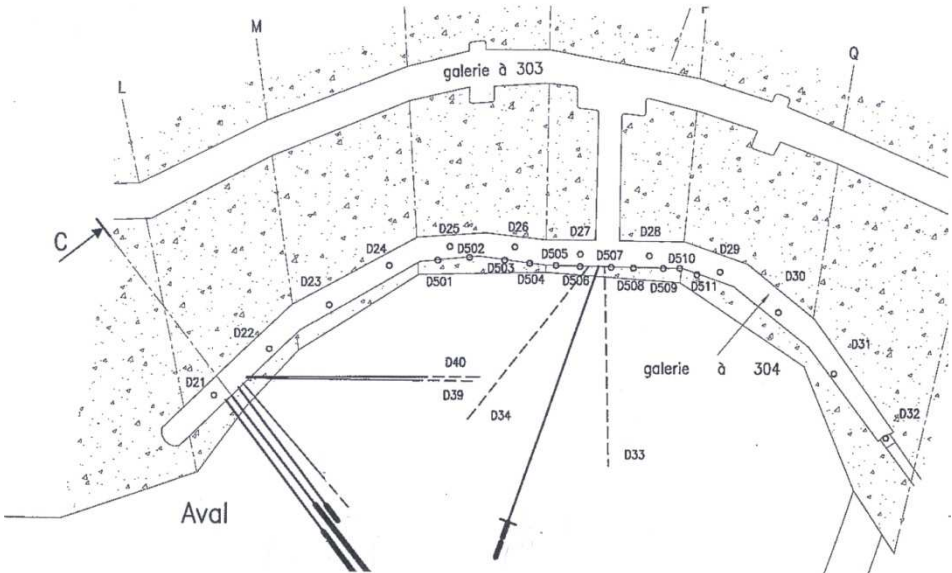 M
L
Q
galerie à 303
C
D25
D26
D27
D28
D24
D502
D505
D507
D510
D29
D501
D503
D504
D506
D508
D509
D511
D23
D30
D22
D31
galerie à 304
D40
D21
D39
D34
D32
D33
Aval